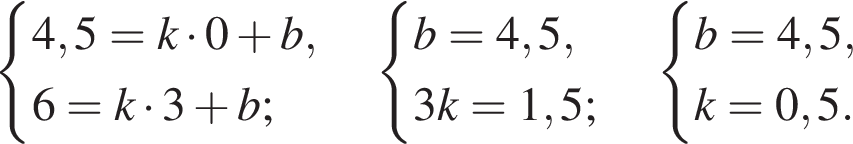 { 4,5 = k · 0 + b,
6 = k · 3 + b;
{ b = 4,5,
3k = 1,5;
{ b = 4,5,
k = 0,5.